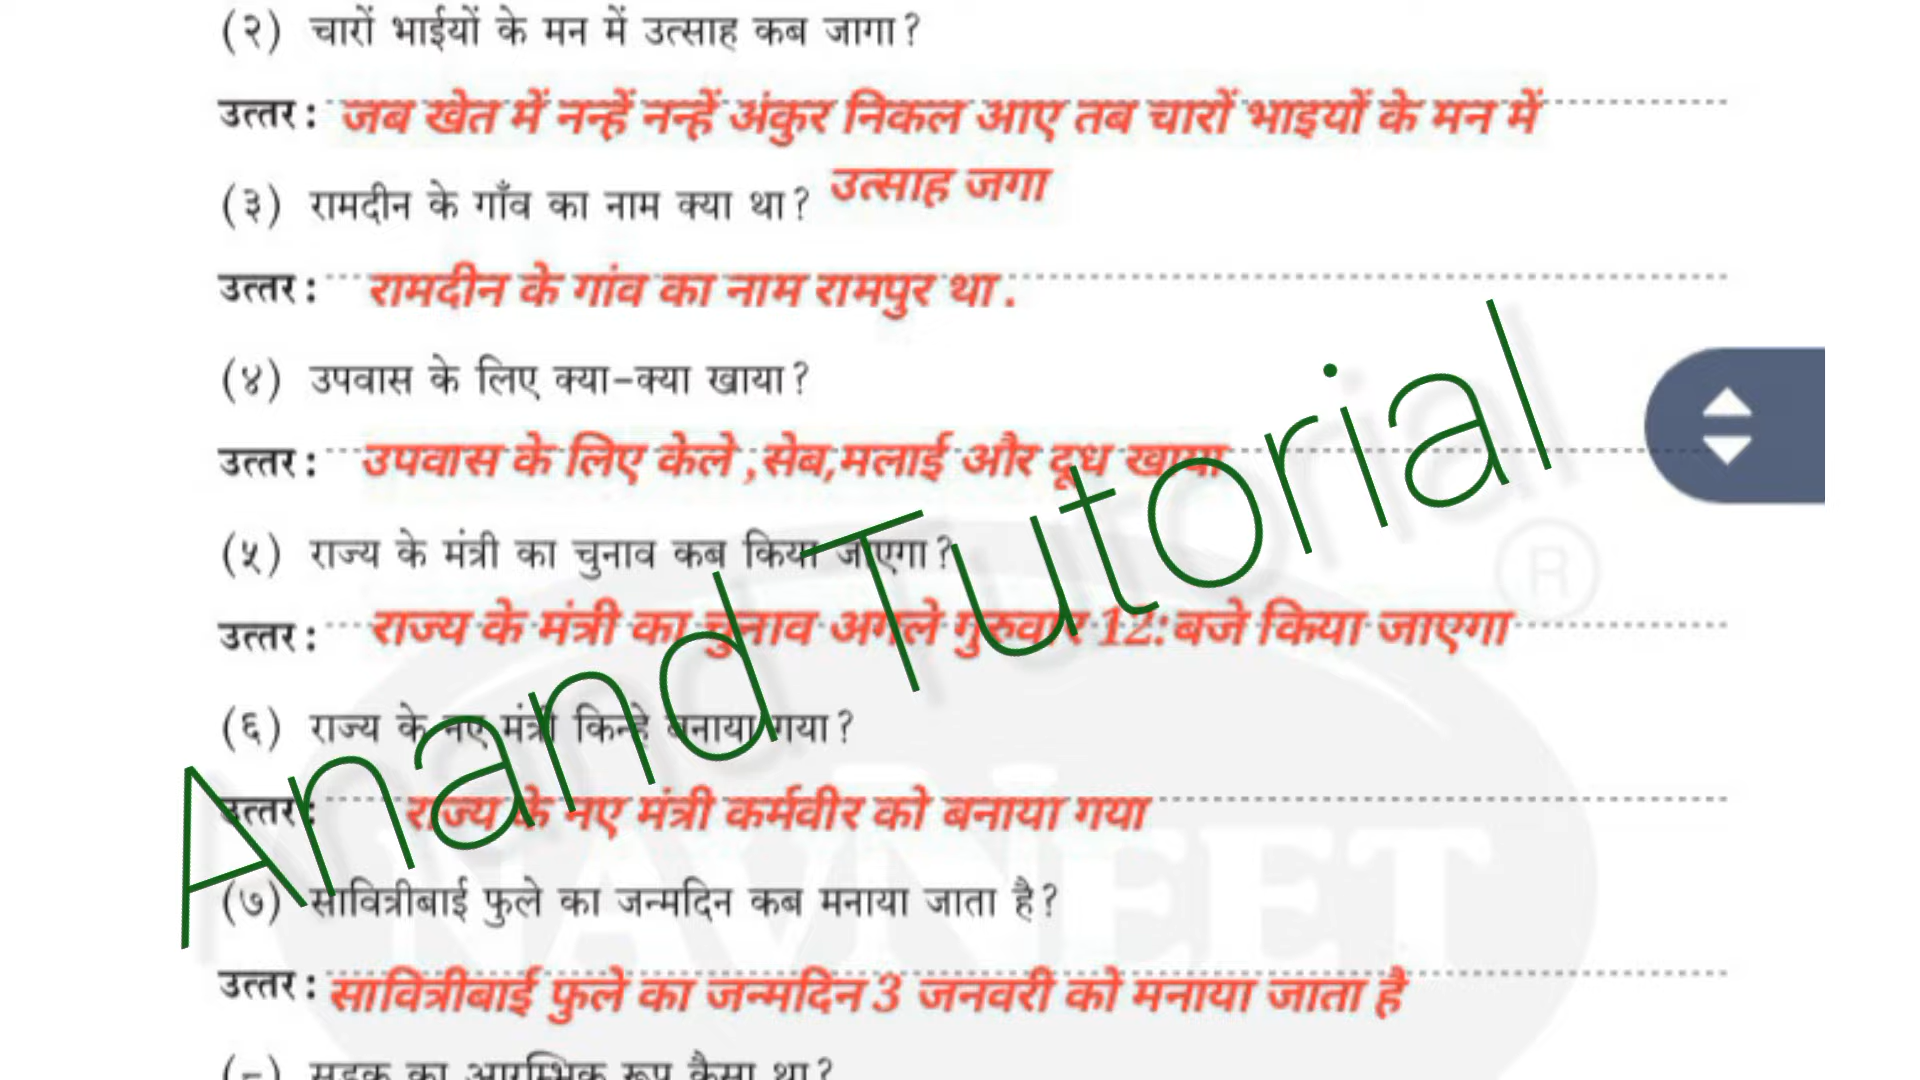 (२) चारों भाईयों के मन में उत्साह कब जागा?
उत्तर : जब खेत में नन्हें नन्हें अंकुर निकल आए तब चारों भाइयों के मन में
उत्साह जगा
(३) रामदीन के गाँव का नाम क्या था?
उत्तर : रामदीन के गांव का नाम रामपुर था .
(४) उपवास के लिए क्या-क्या खाया?
उत्तर : उपवास के लिए केले ,सेब,मलाई और दूध खाया
(५) राज्य के मंत्री का चुनाव कब किया जाएगा?
उत्तर : राज्य के मंत्री का चुनाव अगले गुरुवार 12:बजे किया जाएगा
(६) राज्य के नए मंत्री किन्हे बनाया गया?
उत्तर : राज्य के नए मंत्री कर्मवीर को बनाया गया
(७) सावित्रीबाई फुले का जन्मदिन कब मनाया जाता है?
उत्तर : सावित्रीबाई फुले का जन्मदिन 3 जनवरी को मनाया जाता है
सड़क का आरम्भिक रूप कैसा था?
Anand Tutorial
NAVNEET
®